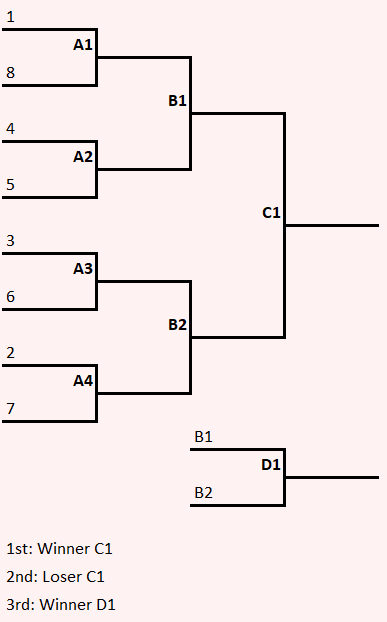 1
A1
8
B1
4
A2
5
C1
3
A3
6
B2
2
A4
7
B1
D1
B2
1st: Winner C1
2nd: Loser C1
3rd: Winner D1